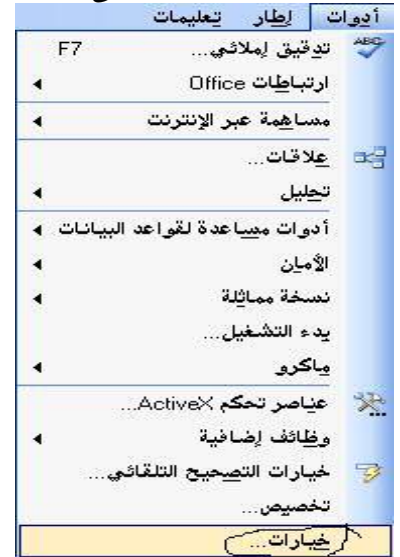 أدوات إطار تعليمات
تدقيق إملائي... F7
ارتباطات Office
مساهمة عبر الإنترنت
علاقات...
تحليل
أدوات مساعدة لقواعد البيانات
الأمان
نسخة مماثلة
بدء التشغيل...
ماكرو
عناصر تحكم ActiveX...
وظائف إضافية
خيارات التصحيح التلقائي...
تخصيص...
خيارات...